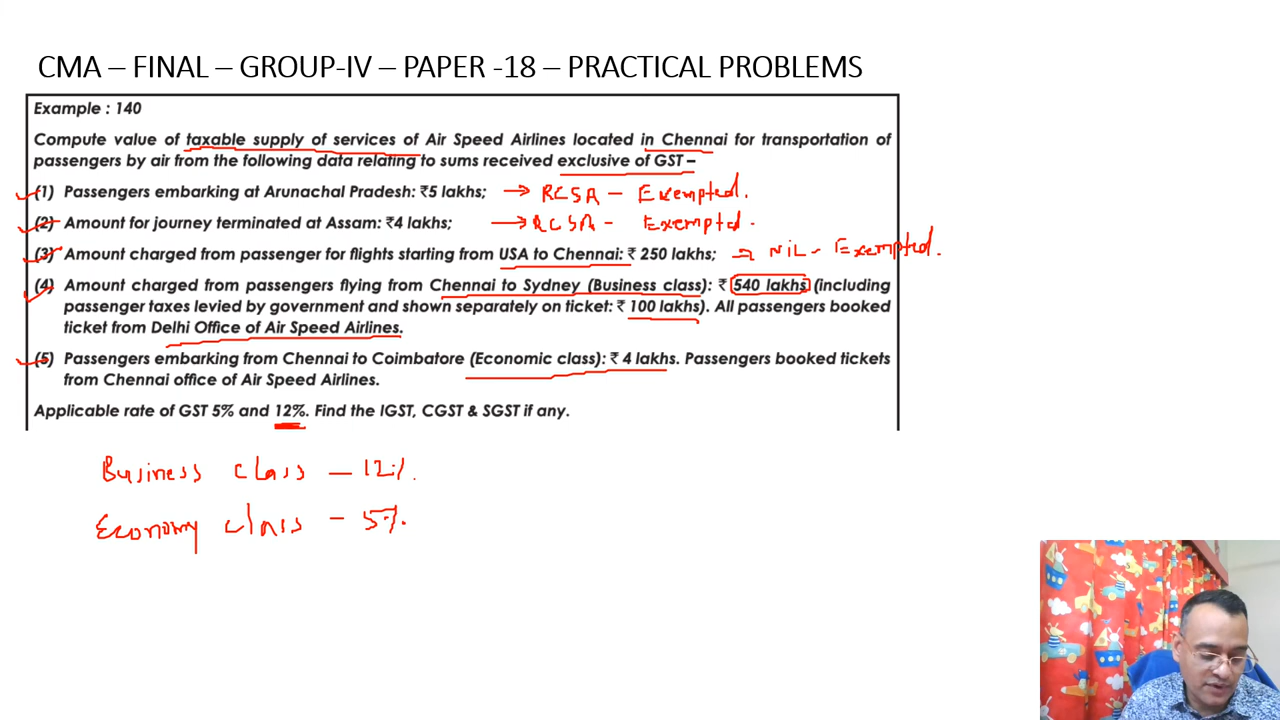 CMA – FINAL – GROUP-IV – PAPER -18 – PRACTICAL PROBLEMS
Example : 140
Compute value of taxable supply of services of Air Speed Airlines located in Chennai for transportation of
passengers by air from the following data relating to sums received exclusive of GST –
(1) Passengers embarking at Arunachal Pradesh: ₹5 lakhs; → RCSA – Exempted.
(2) Amount for journey terminated at Assam: ₹4 lakhs; → RCSA – Exempted.
(3) Amount charged from passenger for flights starting from USA to Chennai: ₹ 250 lakhs; → NIL – Exempted.
(4) Amount charged from passengers flying from Chennai to Sydney (Business class): ₹ 540 lakhs (including
passenger taxes levied by government and shown separately on ticket: ₹ 100 lakhs). All passengers booked
ticket from Delhi Office of Air Speed Airlines.
(5) Passengers embarking from Chennai to Coimbatore (Economic class): ₹ 4 lakhs. Passengers booked tickets
from Chennai office of Air Speed Airlines.
Applicable rate of GST 5% and 12%. Find the IGST, CGST & SGST if any.
Business class – 12%.
Economy class – 5%.